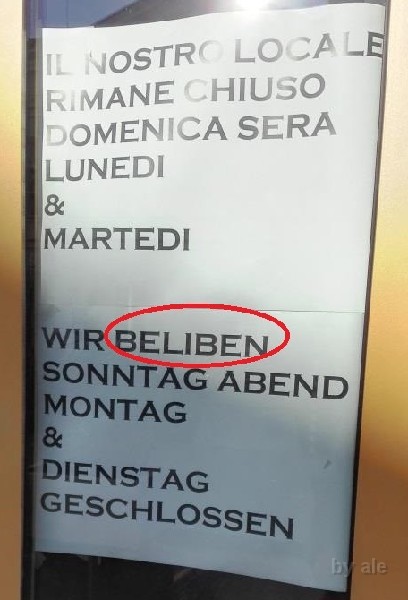 IL NOSTRO LOCALE
RIMANE CHIUSO
DOMENICA SERA
LUNEDI
&
MARTEDI
WIR BELIBEN
SONNTAG ABEND
MONTAG
&
DIENSTAG
GESCHLOSSEN
by ale